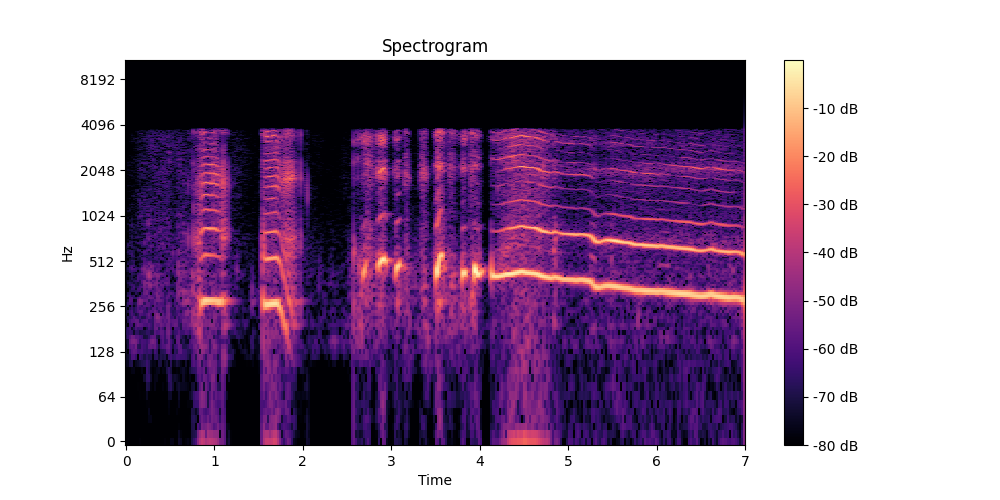 Spectrogram
8192
4096
2048
1024
512
256
128
64
0
Hz
0 1 2 3 4 5 6 7
Time
-10 dB
-20 dB
-30 dB
-40 dB
-50 dB
-60 dB
-70 dB
-80 dB